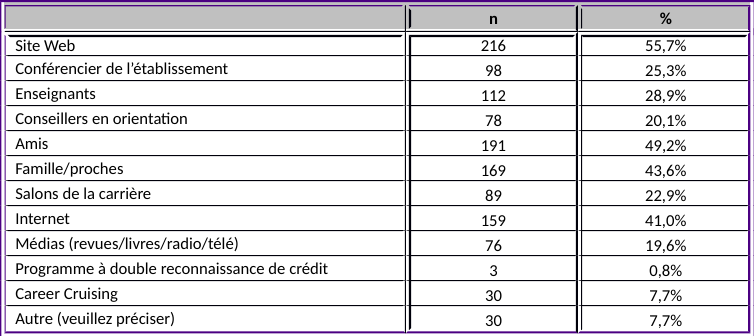 n %
Site Web 216 55,7%
Conférencier de l’établissement 98 25,3%
Enseignants 112 28,9%
Conseillers en orientation 78 20,1%
Amis 191 49,2%
Famille/proches 169 43,6%
Salons de la carrière 89 22,9%
Internet 159 41,0%
Médias (revues/livres/radio/télé) 76 19,6%
Programme à double reconnaissance de crédit 3 0,8%
Career Cruising 30 7,7%
Autre (veuillez préciser) 30 7,7%